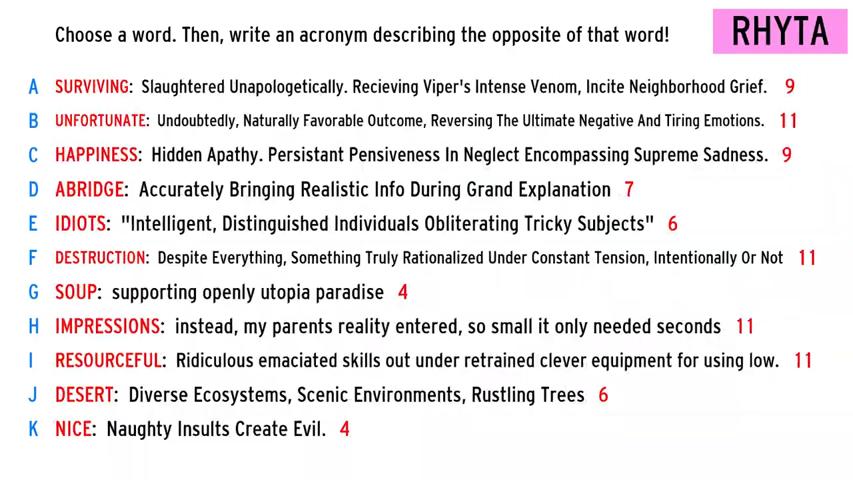 Choose a word. Then, write an acronym describing the opposite of that word!
RHYTA
A SURVIVING: Slaughtered Unapologetically. Recieving Viper's Intense Venom, Incite Neighborhood Grief. 9
B UNFORTUNATE: Undoubtedly, Naturally Favorable Outcome, Reversing The Ultimate Negative And Tiring Emotions. 11
C HAPPINESS: Hidden Apathy. Persistant Pensiveness In Neglect Encompassing Supreme Sadness. 9
D ABRIDGE: Accurately Bringing Realistic Info During Grand Explanation 7
E IDIOTS: "Intelligent, Distinguished Individuals Obliterating Tricky Subjects" 6
F DESTRUCTION: Despite Everything, Something Truly Rationalized Under Constant Tension, Intentionally Or Not 11
G SOUP: supporting openly utopia paradise 4
H IMPRESSIONS: instead, my parents reality entered, so small it only needed seconds 11
I RESOURCEFUL: Ridiculous emaciated skills out under retrained clever equipment for using low. 11
J DESERT: Diverse Ecosystems, Scenic Environments, Rustling Trees 6
K NICE: Naughty Insults Create Evil. 4